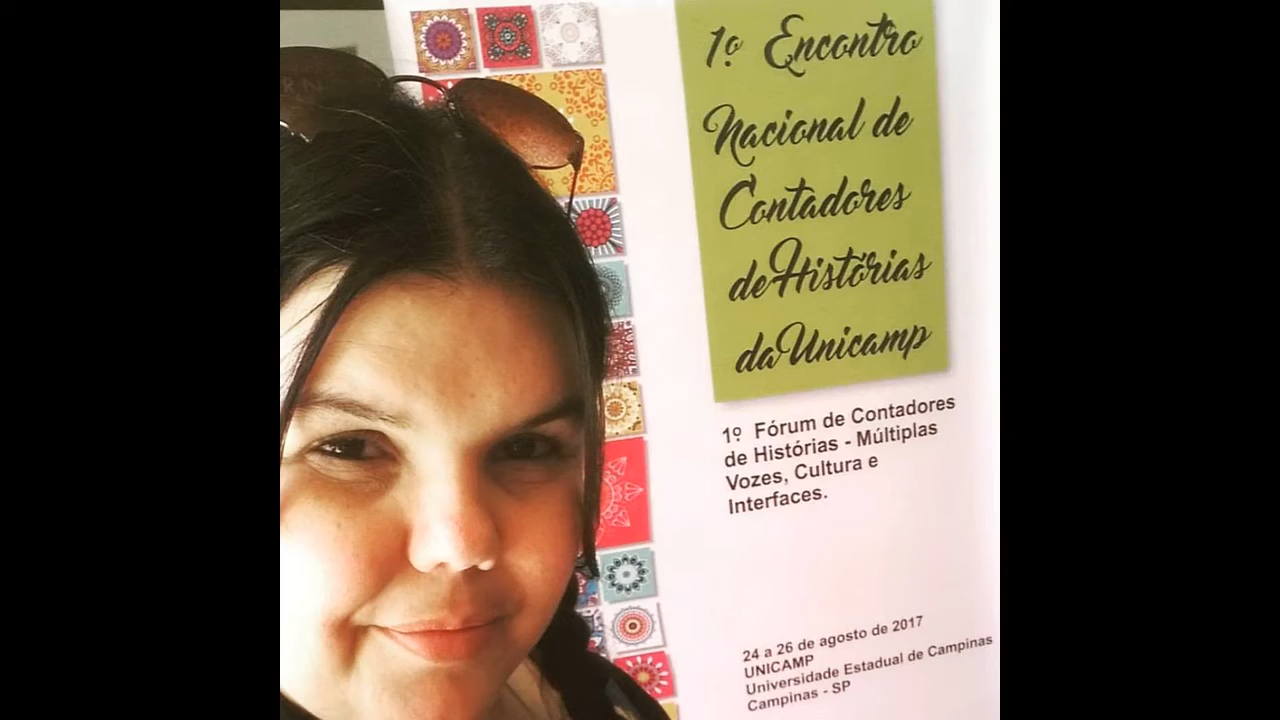 1º Encontro
Nacional de
Contadores
de Histórias
da Unicamp
1º Fórum de Contadores
de Histórias - Múltiplas
Vozes, Cultura e
Interfaces.
24 a 26 de agosto de 2017
UNICAMP
Universidade Estadual de Campinas
Campinas - SP